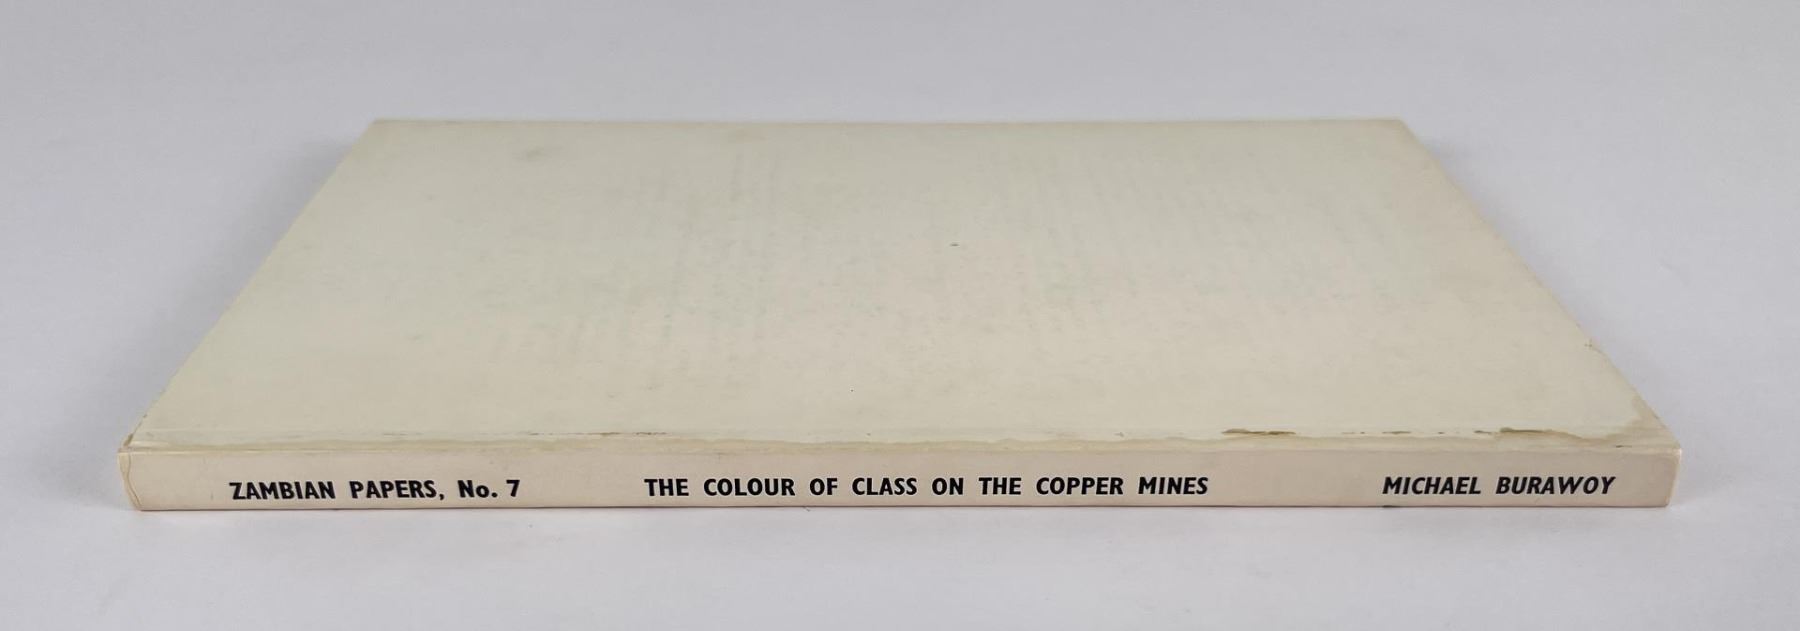 ZAMBIAN PAPERS, No. 7 THE COLOUR OF CLASS ON THE COPPER MINES MICHAEL BURAWOY